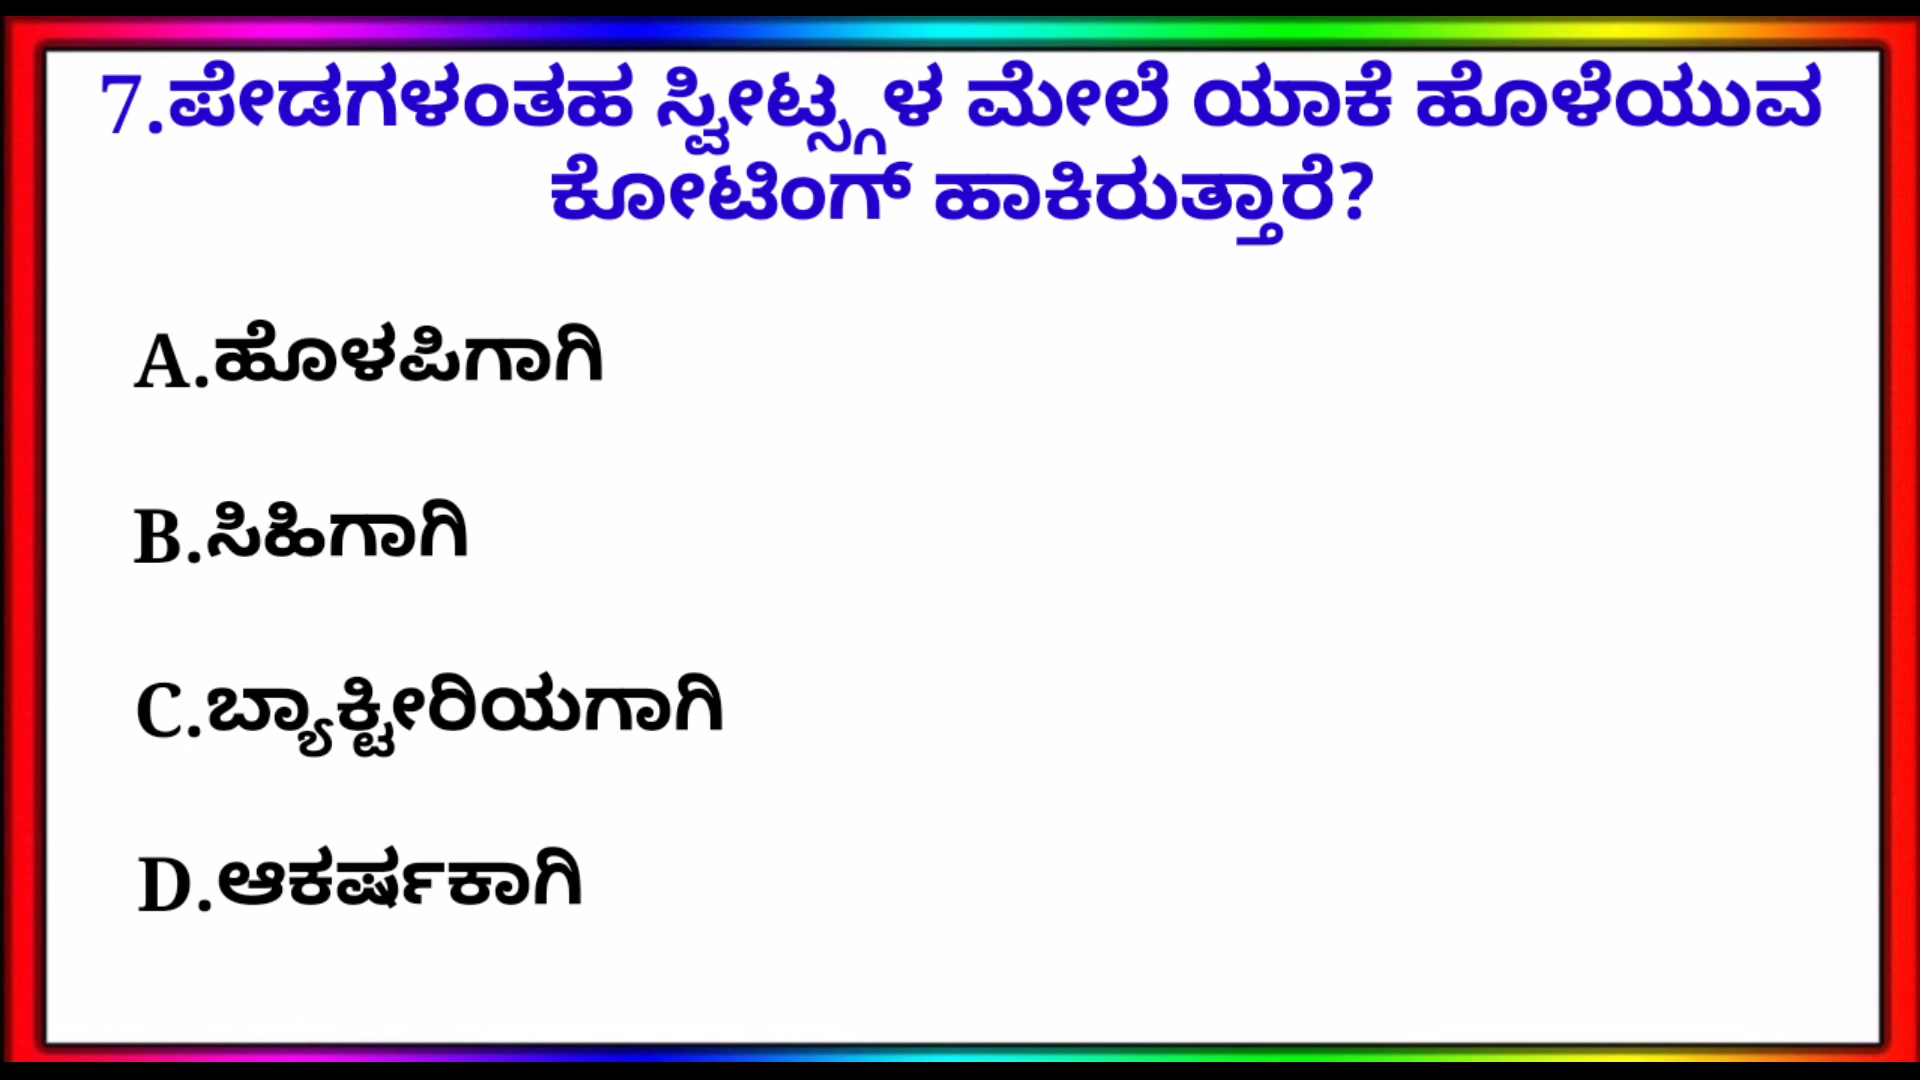 7.ಪೇಡಗಳಂತಹ ಸ್ವೀಟ್ಸ್ಗಳ ಮೇಲೆ ಯಾಕೆ ಹೊಳೆಯುವ
ಕೋಟಿಂಗ್ ಹಾಕಿರುತ್ತಾರೆ?
A.ಹೊಳಪಿಗಾಗಿ
B.ಸಿಹಿಗಾಗಿ
C.ಬ್ಯಾಕ್ಟೀರಿಯಗಾಗಿ
D.ಆಕರ್ಷಕಾಗಿ